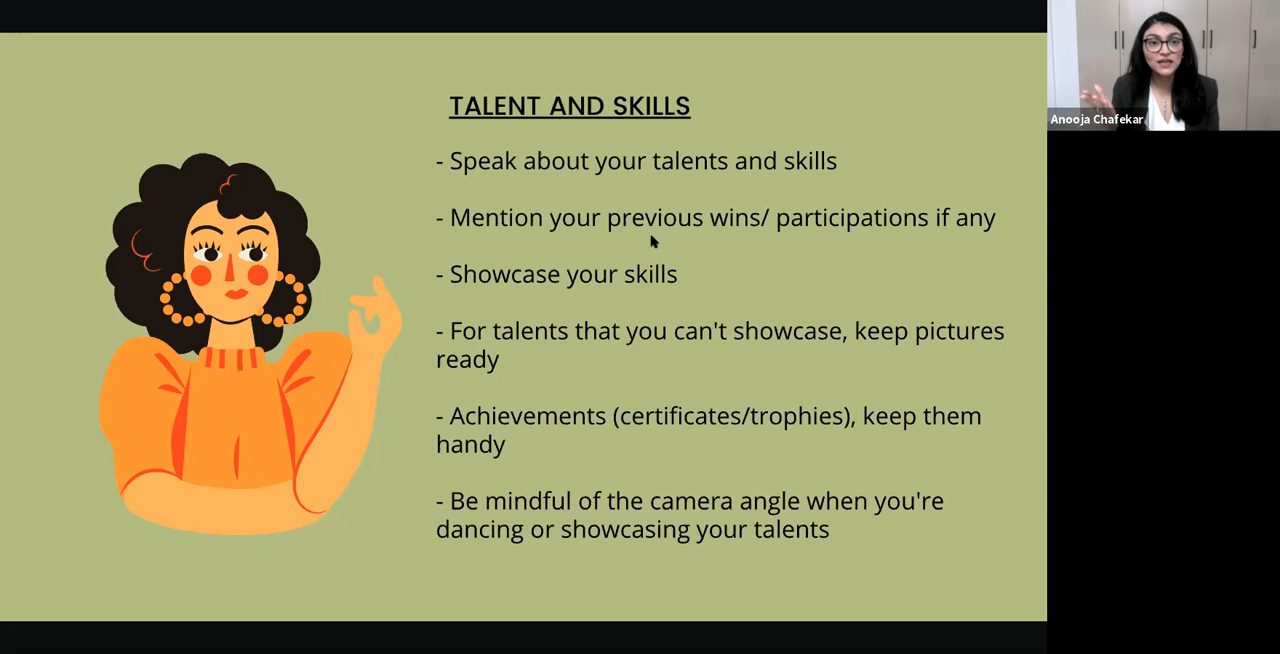 TALENT AND SKILLS
- Speak about your talents and skills
- Mention your previous wins/ participations if any
- Showcase your skills
- For talents that you can't showcase, keep pictures
ready
- Achievements (certificates/trophies), keep them
handy
- Be mindful of the camera angle when you're
dancing or showcasing your talents
Anooja Chafekar